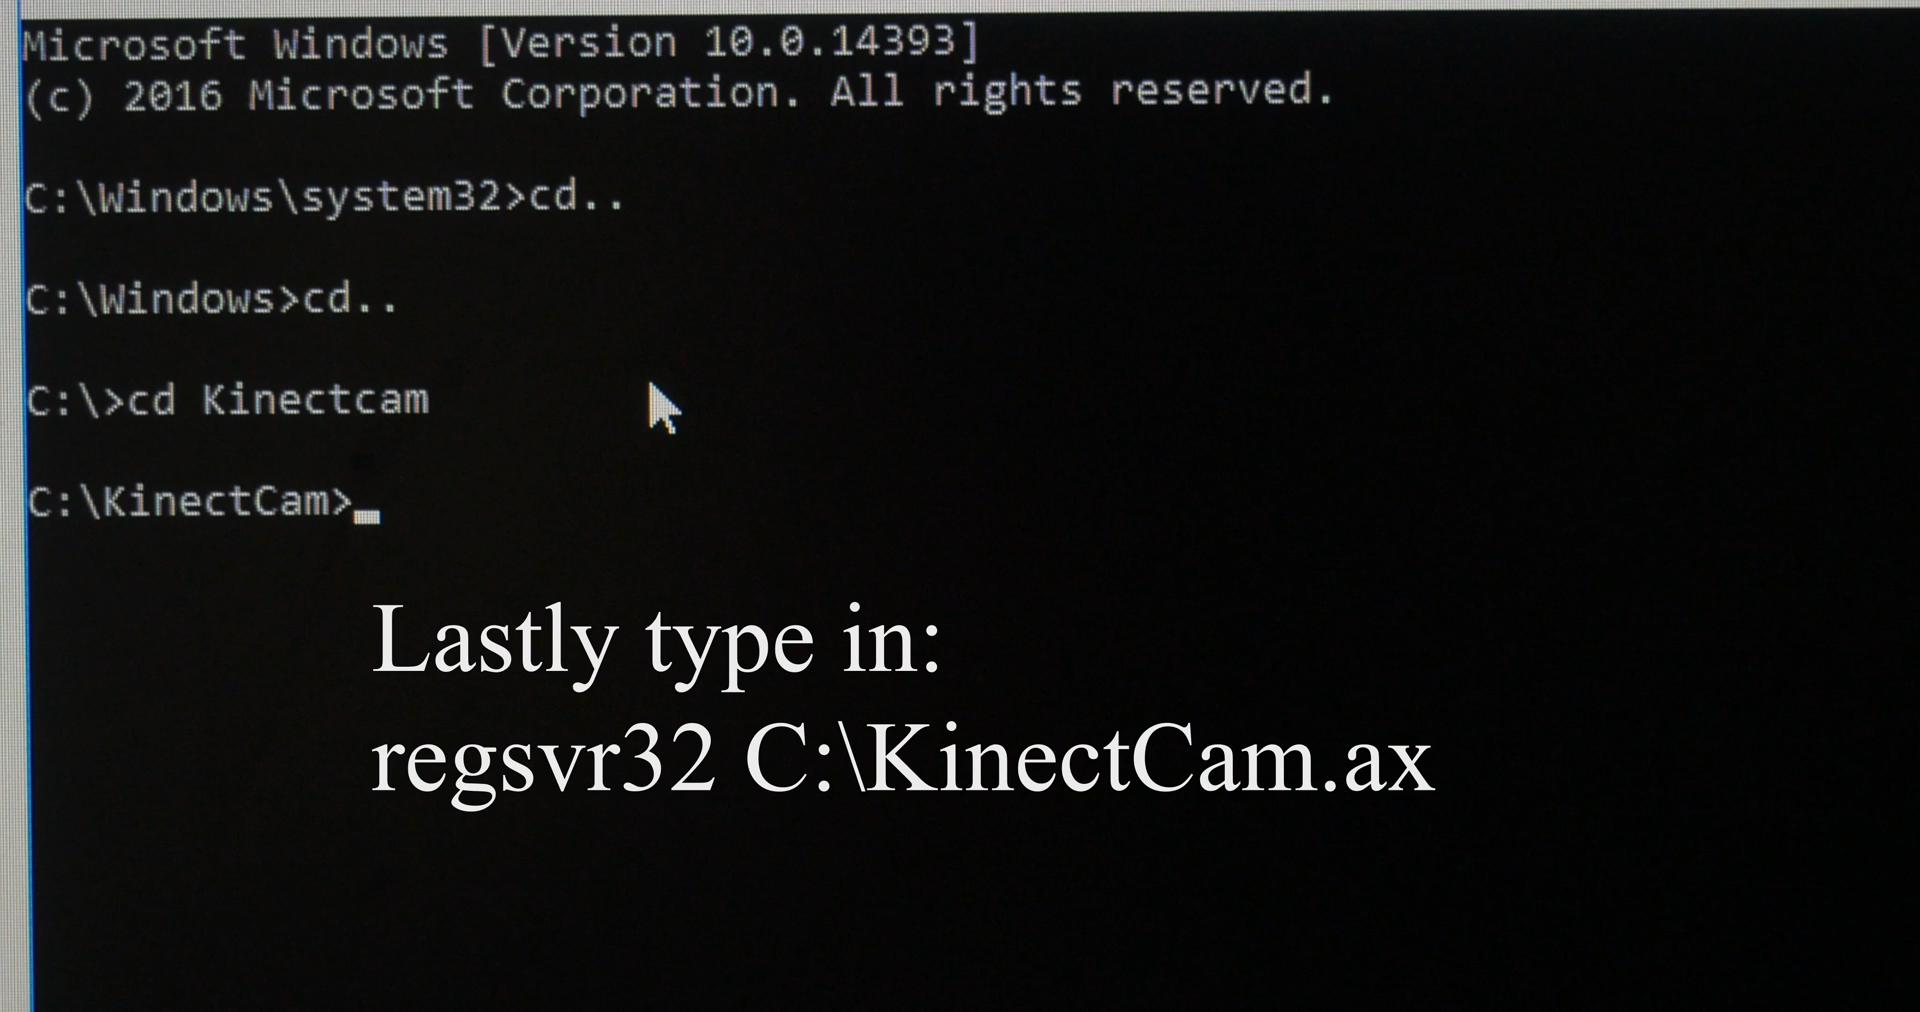 Microsoft Windows [Version 10.0.14393]
(c) 2016 Microsoft Corporation. All rights reserved.
C:\Windows\system32>cd..
C:\Windows>cd..
C:\>cd Kinectcam
C:\KinectCam>
Lastly type in:
regsvr32 C:\KinectCam.ax